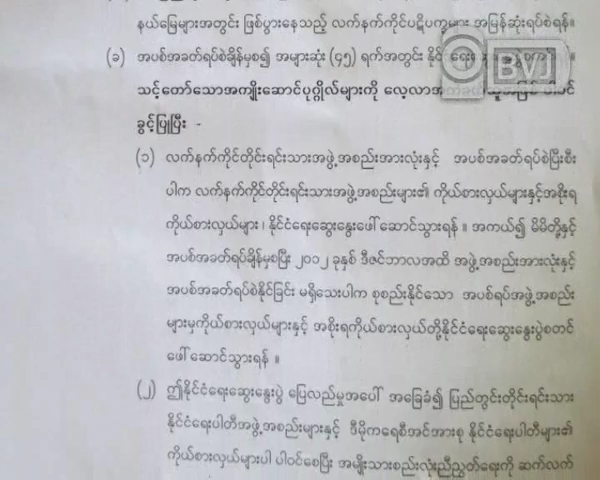 နယ်မြေများအတွင်း ဖြစ်ပွားနေသည့် လက်နက်ကိုင်ပဋိပက္ခများ အမြန်ဆုံးရပ်စဲရန်။
(ခ) အပစ်အခတ်ရပ်စဲချိန်မှစ၍ အများဆုံး (၄၅) ရက်အတွင်း နိုင်
BVJ
သင့်တော်သောအကျိုးဆောင်ပုဂ္ဂိုလ်များကို လေ့လာ
ခွင့်ပြုပြီး -
(၁) လက်နက်ကိုင်တိုင်းရင်းသားအဖွဲ့အစည်းအားလုံးနှင့် အပစ်အခတ်ရပ်စဲပြီးစီး
ပါက လက်နက်ကိုင်တိုင်းရင်းသားအဖွဲ့အစည်းများ၏ ကိုယ်စားလှယ်များနှင့်အစိုးရ
ကိုယ်စားလှယ်များ ၊ နိုင်ငံရေးဆွေးနွေးဖေါ်ဆောင်သွားရန် ။ အကယ်၍ မိမိတို့နှင့်
အပစ်အခတ်ရပ်ချိန်မှစပြီး ၂၀၁၂ ခုနှစ် ဒီဇင်ဘာလအထိ အဖွဲ့အစည်းအားလုံးနှင့်
အပစ်အခတ်ရပ်စဲနိုင်ခြင်း မရှိသေးပါက စုစည်းနိုင်သော အပစ်ရပ်အဖွဲ့အစည်း
များမှကိုယ်စားလှယ်များနှင့် အစိုးရကိုယ်စားလှယ်တို့နိုင်ငံရေးဆွေးနွေးပွဲစတင်
ဖေါ်ဆောင်သွားရန် ။
(၂) ဤနိုင်ငံရေးဆွေးနွေးပွဲ ပြေလည်မှုအပေါ် အခြေခံ၍ ပြည်တွင်းတိုင်းရင်းသား
နိုင်ငံရေးပါတီအဖွဲ့အစည်းများနှင့် ဒီမိုကရေစီအင်အားစု နိုင်ငံရေးပါတီများ၏
ကိုယ်စားလှယ်များပါ ပါဝင်စေပြီး အမျိုးသားစည်းလုံးညီညွတ်ရေးကို ဆက်လက်